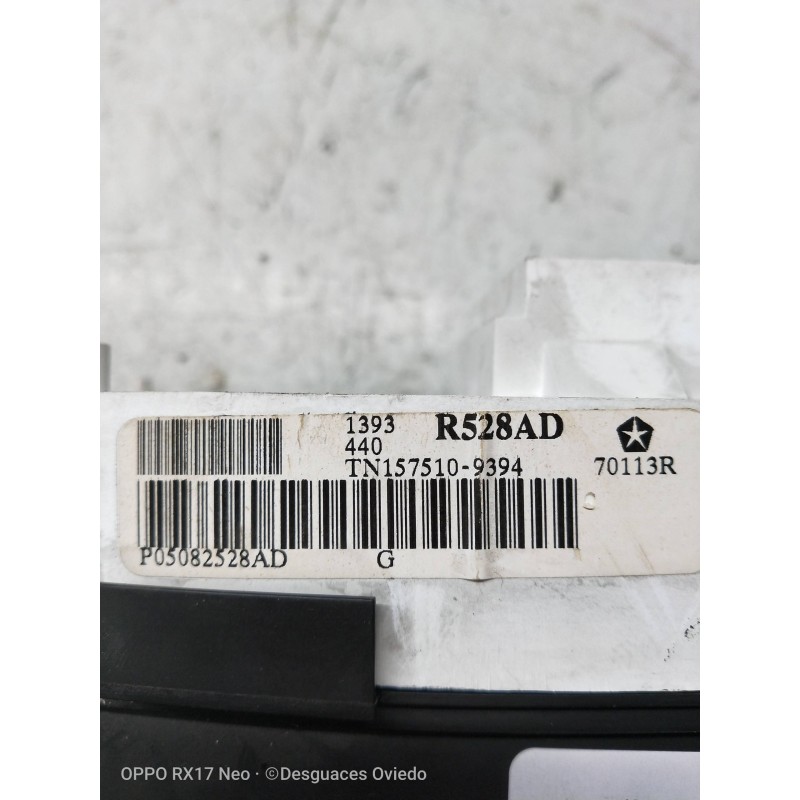 1393
440
R528AD
TN157510-9394
70113R
P05082528AD G
OPPO RX17 Neo · ©Desguaces Oviedo